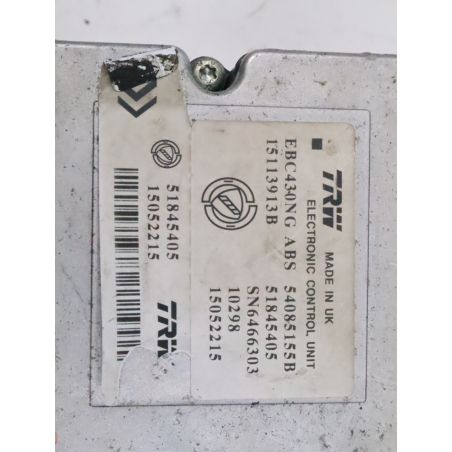 TRW
MADE IN UK
ELECTRONIC CONTROL UNIT
EBC430NG ABS 54085155B
15113913B 51845405
SN6466303
10298
15052215
TRW
51845405
15052215